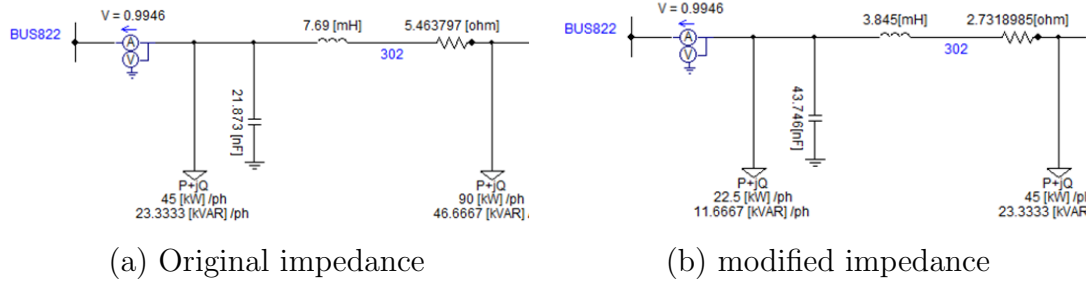 V = 0.9946
BUS822
A
V
7.69 [mH]
5.463797 [ohm]
302
21.873 [nF]
P+jQ
45 [kW] /ph
23.3333 [kVAR] /ph
P+jQ
90 [kW] /ph
46.6667 [kVAR] /
(a) Original impedance
V = 0.9946
BUS822
A
V
3.845[mH]
2.7318985[ohm]
302
43.746[nF]
P+jQ
22.5 [kW] /ph
11.6667 [kVAR] /ph
P+jQ
45 [kW] /ph
23.3333 [kVAR] /
(b) modified impedance